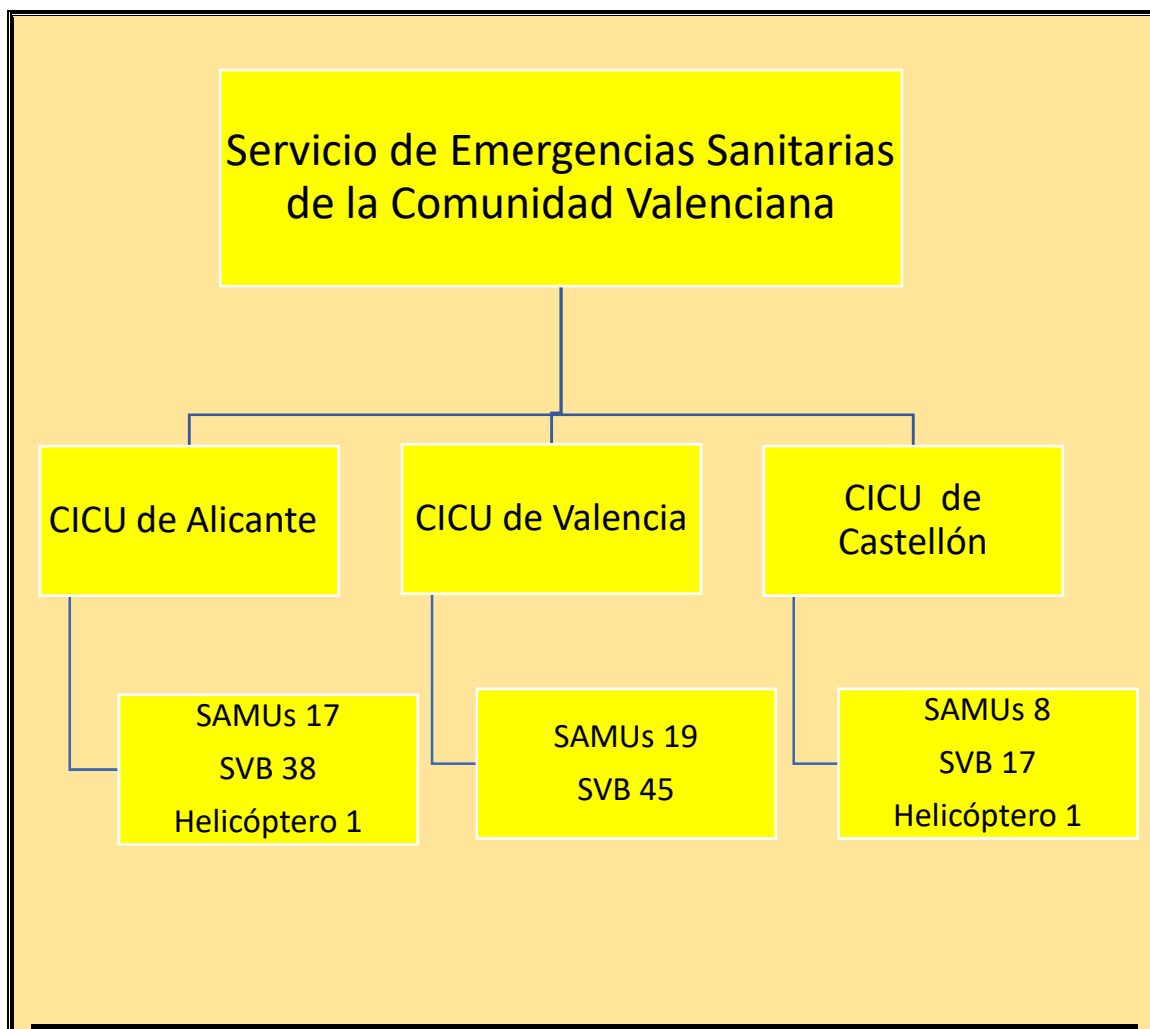 Servicio de Emergencias Sanitarias
de la Comunidad Valenciana
CICU de Alicante
CICU de Valencia
CICU de
Castellón
SAMUs 17
SVB 38
Helicóptero 1
SAMUs 19
SVB 45
SAMUs 8
SVB 17
Helicóptero 1